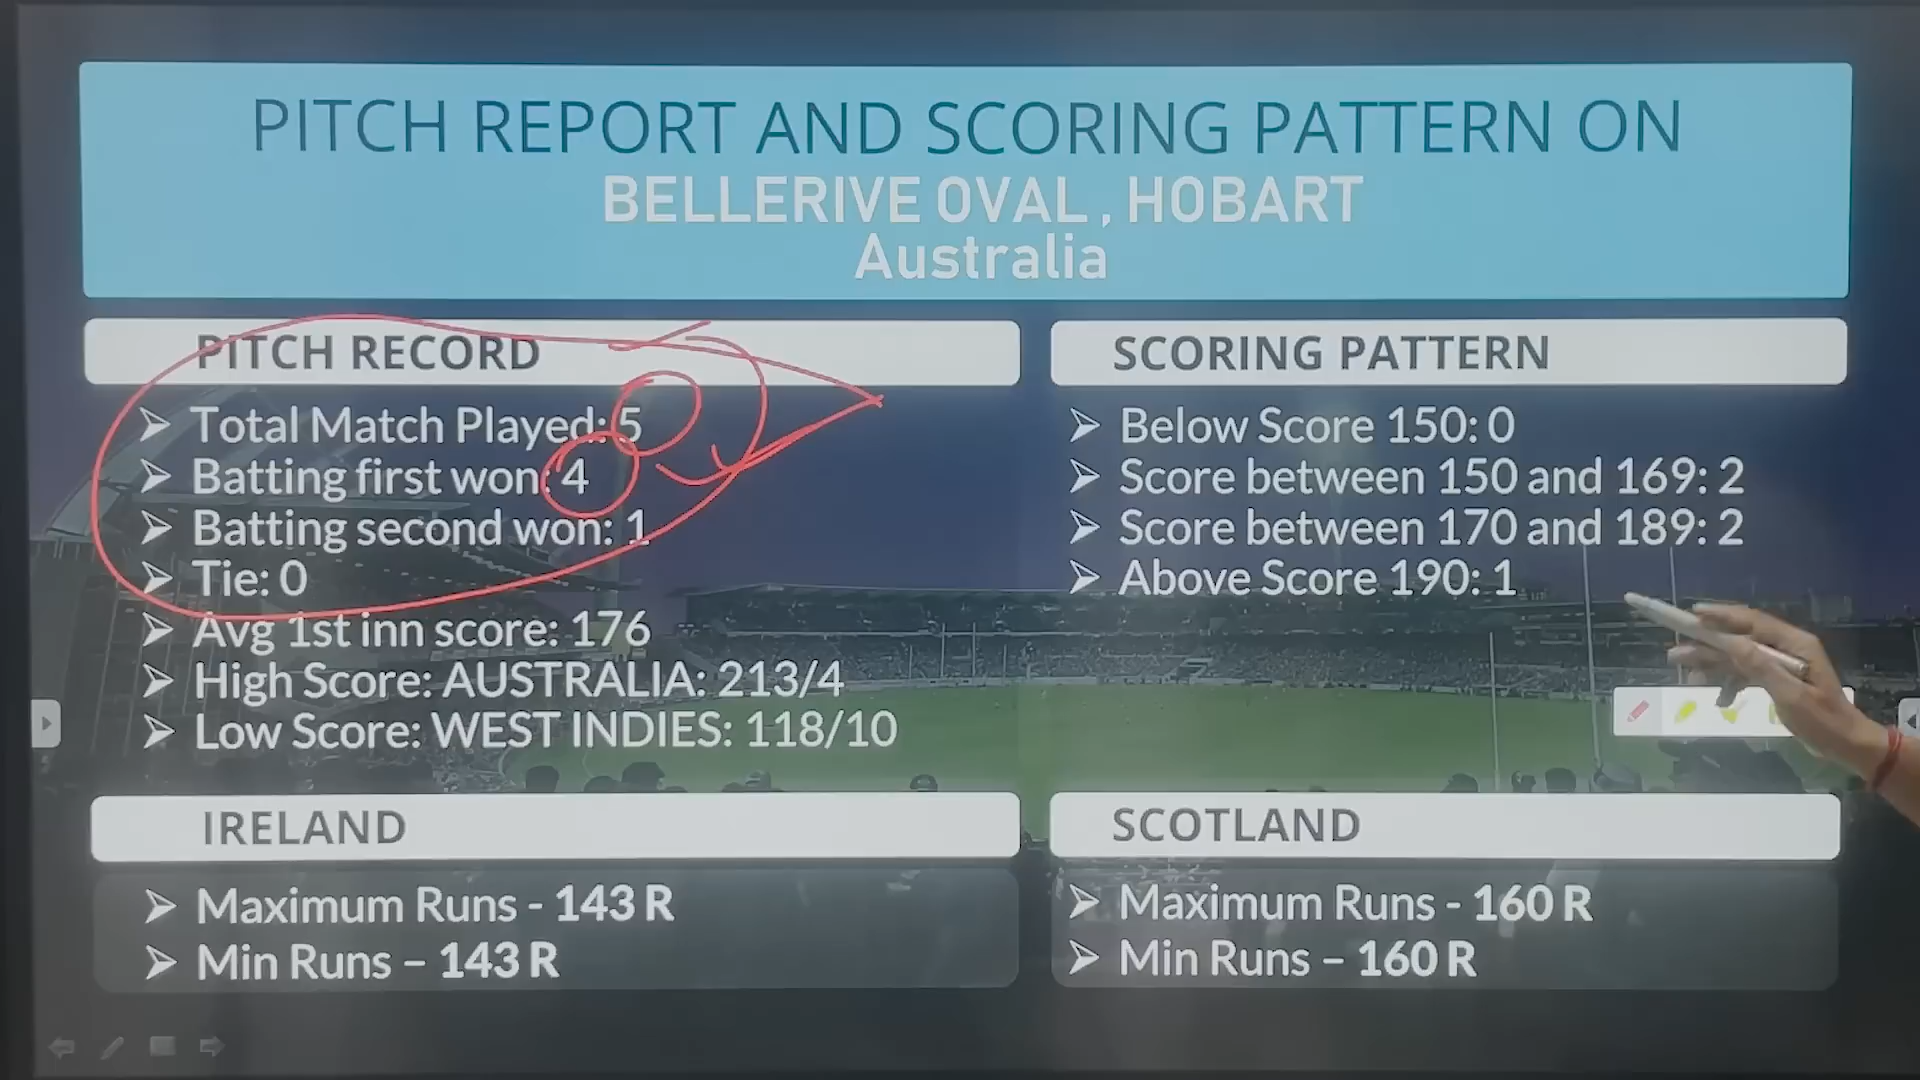 PITCH REPORT AND SCORING PATTERN ON
BELLERIVE OVAL , HOBART
Australia
PITCH RECORD
Total Match Played: 5
Batting first won: 4
Batting second won: 1
Tie: 0
Avg 1st inn score: 176
High Score: AUSTRALIA: 213/4
Low Score: WEST INDIES: 118/10
SCORING PATTERN
Below Score 150: 0
Score between 150 and 169: 2
Score between 170 and 189: 2
Above Score 190: 1
IRELAND
Maximum Runs - 143 R
Min Runs – 143 R
SCOTLAND
Maximum Runs - 160 R
Min Runs – 160 R